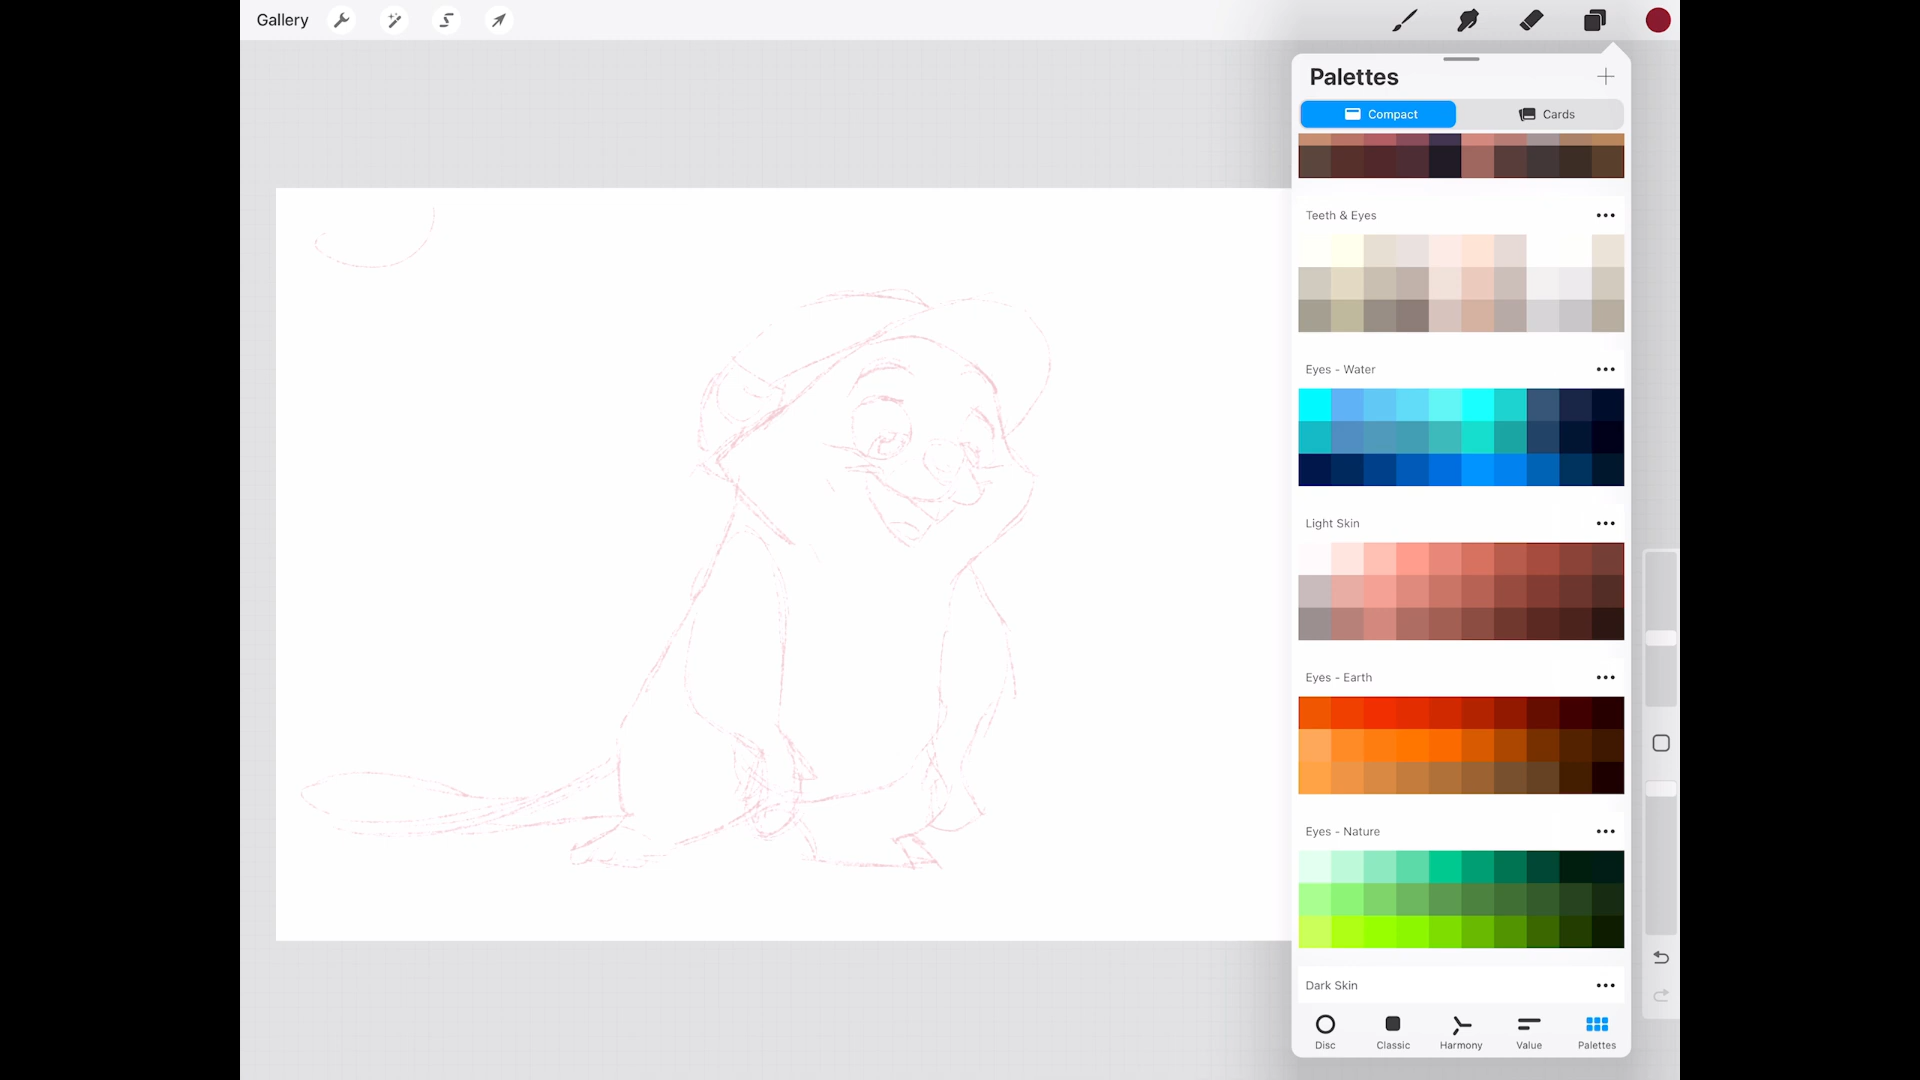 Gallery
Palettes
Compact
Cards
Teeth & Eyes
Eyes - Water
Light Skin
Eyes - Earth
Eyes - Nature
Dark Skin
Disc
Classic
Harmony
Value
Palettes